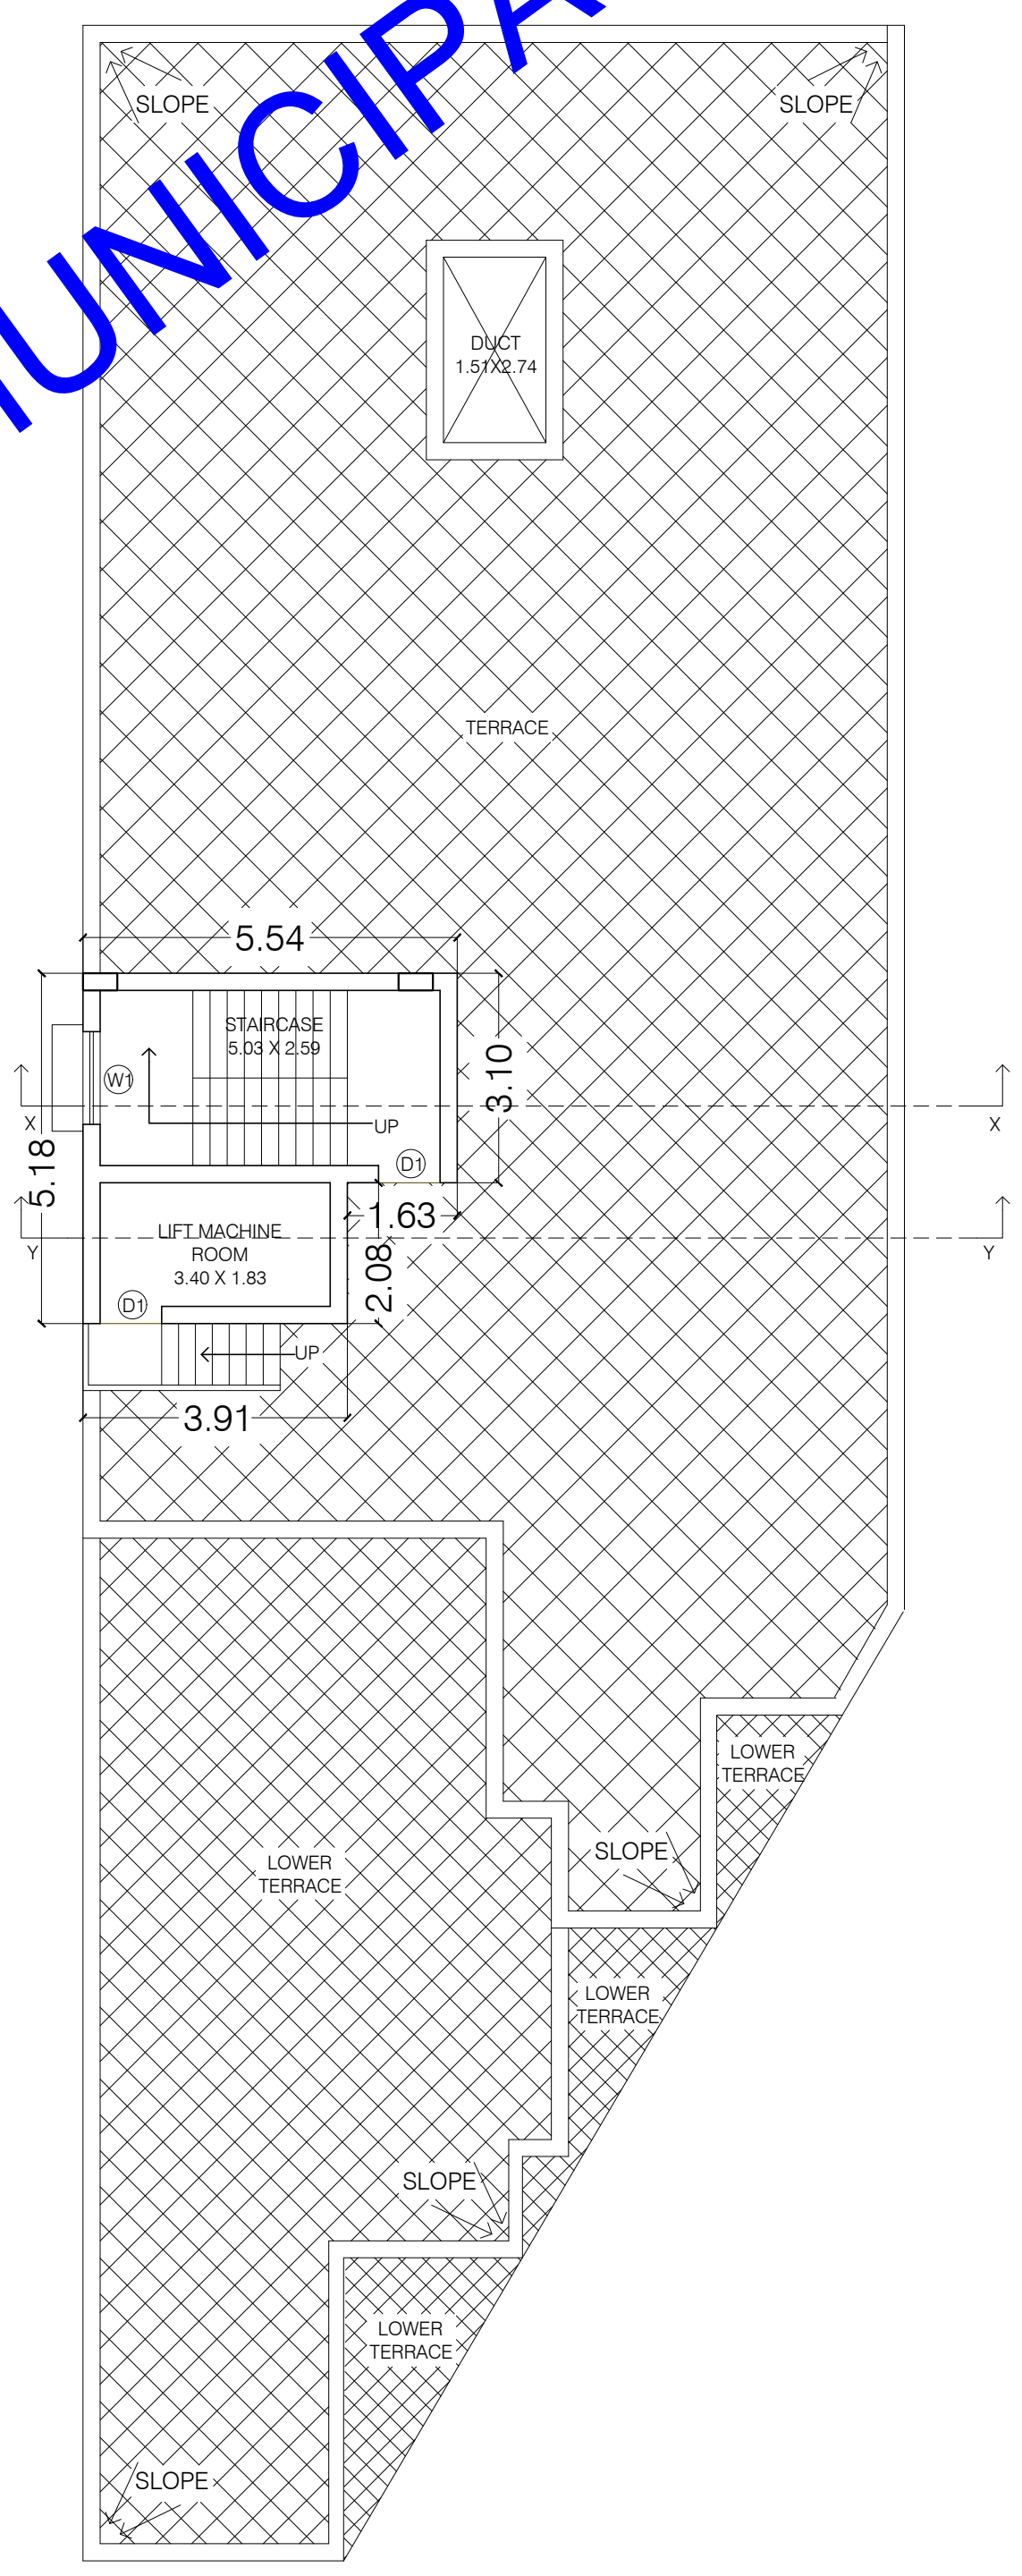 UNICIPA
SLOPE
SLOPE
DUCT
1.51X2.74
TERRACE
5.54
STAIRCASE
5.03 X 2.59
3.10
W1
X
X
UP
5.18
D1
1.63
LIFT MACHINE
ROOM
3.40 X 1.83
Y
Y
2.08
D1
UP
3.91
LOWER
TERRACE
SLOPE
LOWER
TERRACE
LOWER
TERRACE
SLOPE
LOWER
TERRACE
SLOPE